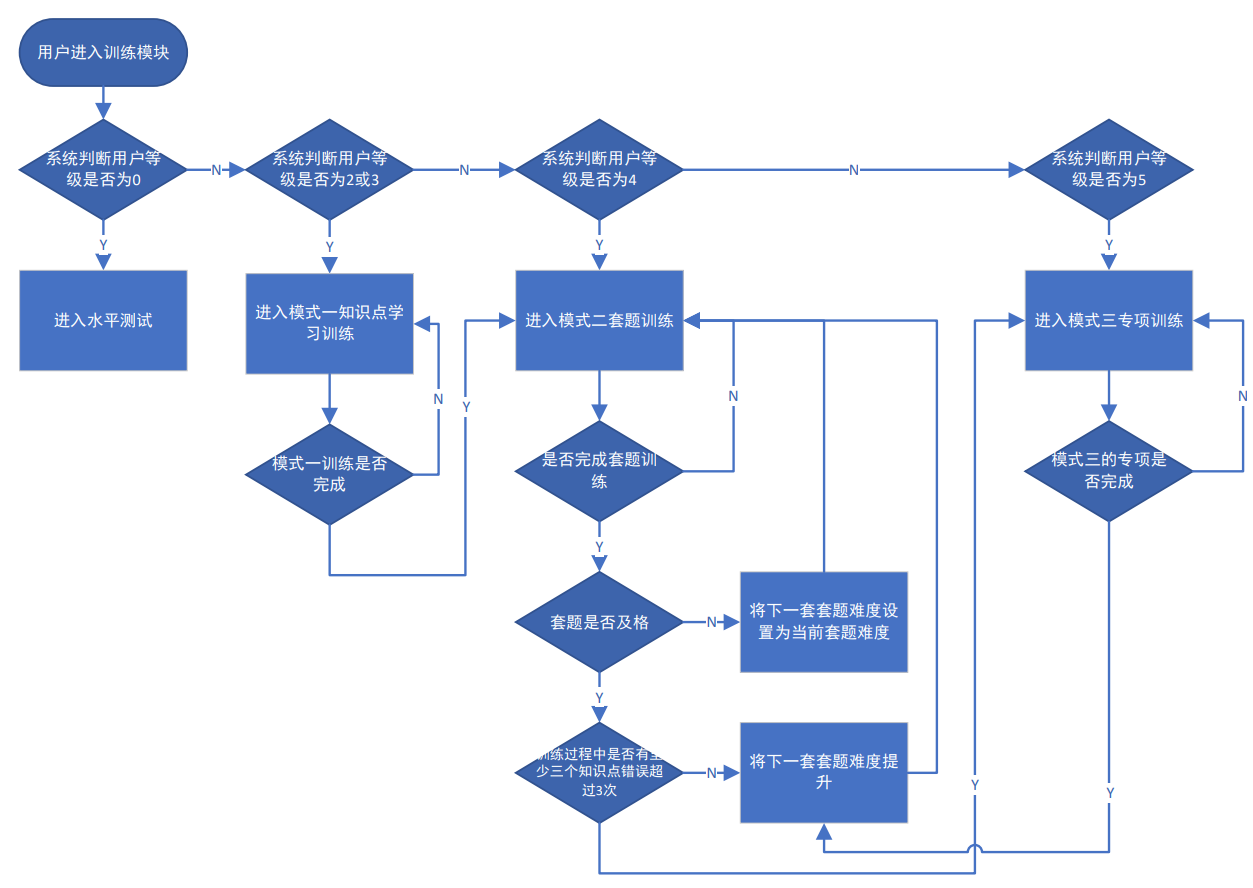 用户进入训练模块
系统判断用户等
级是否为0
N
系统判断用户等
级是否为2或3
N
系统判断用户等
级是否为4
N
系统判断用户等
级是否为5
Y
Y
Y
Y
进入水平测试
进入模式一知识点学
习训练
进入模式二套题训练
进入模式三专项训练
N
Y
N
N
模式一训练是否
完成
是否完成套题训
练
模式三的专项是
否完成
Y
套题是否及格
N
将下一套套题难度设
置为当前套题难度
Y
训练过程中是否有至
少三个知识点错误超
过3次
N
将下一套套题难度提
升
Y
Y